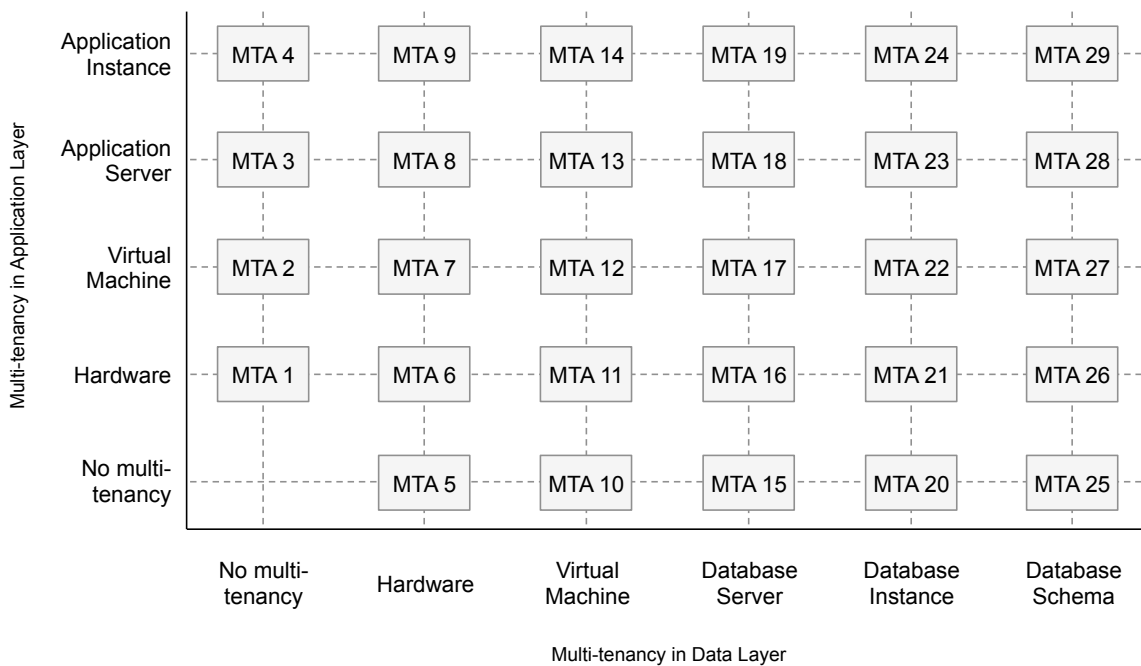 Application
Instance
MTA 4
MTA 9
MTA 14
MTA 19
MTA 24
MTA 29
Application
Server
MTA 3
MTA 8
MTA 13
MTA 18
MTA 23
MTA 28
Virtual
Machine
MTA 2
MTA 7
MTA 12
MTA 17
MTA 22
MTA 27
Hardware
MTA 1
MTA 6
MTA 11
MTA 16
MTA 21
MTA 26
No multi-
tenancy
MTA 5
MTA 10
MTA 15
MTA 20
MTA 25
Multi-tenancy in Application Layer
No multi-
tenancy
Hardware
Virtual
Machine
Database
Server
Database
Instance
Database
Schema
Multi-tenancy in Data Layer